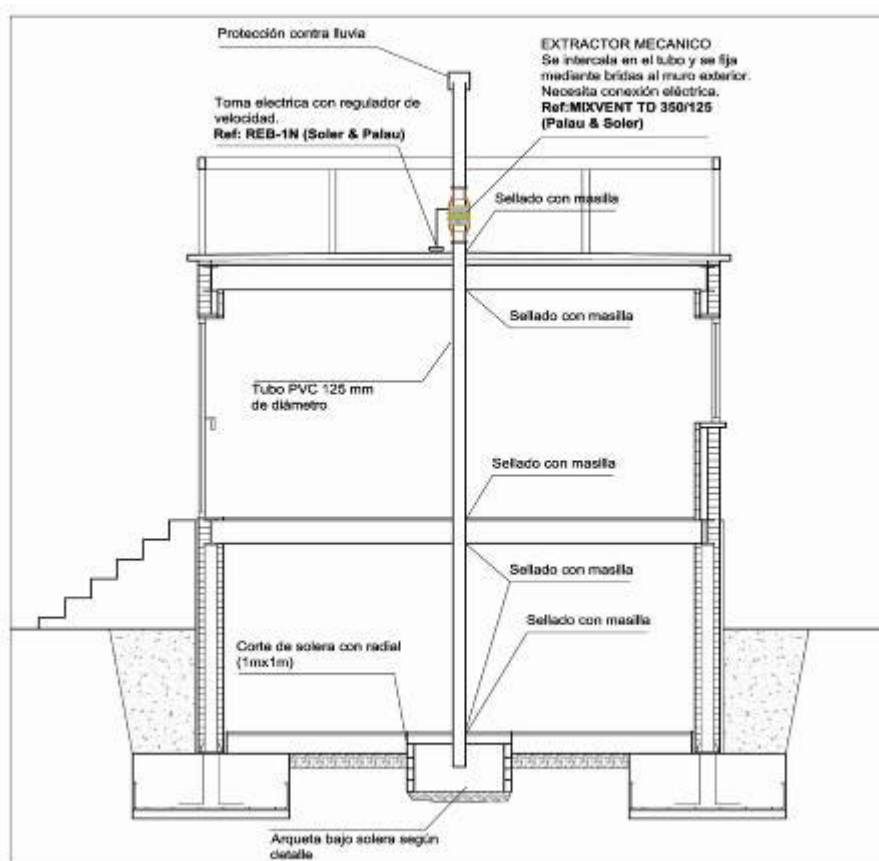 Protección contra lluvia
EXTRACTOR MECANICO
Se intercala en el tubo y se fija
mediante bridas al muro exterior.
Necesita conexión eléctrica.
Ref:MIXVENT TD 350/125
(Palau & Soler)
Toma electrica con regulador de
velocidad.
Ref: REB-1N (Soler & Palau)
Sellado con masilla
Sellado con masilla
Tubo PVC 125 mm
de diámetro
Sellado con masilla
Sellado con masilla
Sellado con masilla
Corte de solera con radial
(1mx1m)
Arqueta bajo solera según
detalle